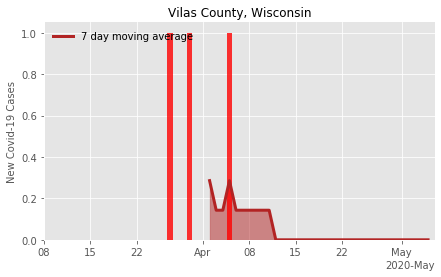 Vilas County, Wisconsin
7 day moving average
New Covid-19 Cases
1.0
0.8
0.6
0.4
0.2
0.0
08 15 22 Apr 08 15 22 May
2020-May